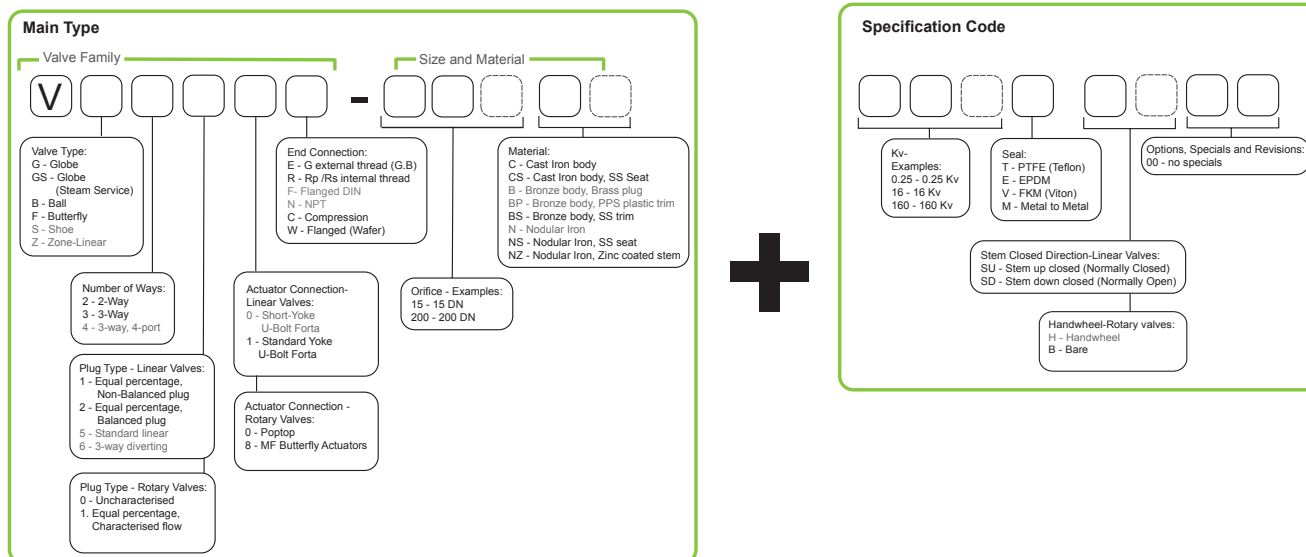 Main Type
Valve Family
Size and Material
V
-
Valve Type:
G - Globe
GS - Globe
(Steam Service)
B - Ball
F - Butterfly
S - Shoe
Z - Zone-Linear
End Connection:
E - G external thread (G.B)
R - Rp /Rs internal thread
F- Flanged DIN
N - NPT
C - Compression
W - Flanged (Wafer)
Material:
C - Cast Iron body
CS - Cast Iron body, SS Seat
B - Bronze body, Brass plug
BP - Bronze body, PPS plastic trim
BS - Bronze body, SS trim
N - Nodular Iron
NS - Nodular Iron, SS seat
NZ - Nodular Iron, Zinc coated stem
Number of Ways:
2 - 2-Way
3 - 3-Way
4 - 3-way, 4-port
Actuator Connection-
Linear Valves:
0 - Short-Yoke
U-Bolt Forta
1 - Standard Yoke
U-Bolt Forta
Orifice - Examples:
15 - 15 DN
200 - 200 DN
Plug Type - Linear Valves:
1 - Equal percentage,
Non-Balanced plug
2 - Equal percentage,
Balanced plug
5 - Standard linear
6 - 3-way diverting
Actuator Connection -
Rotary Valves:
0 - Poptop
8 - MF Butterfly Actuators
Plug Type - Rotary Valves:
0 - Uncharacterised
1. Equal percentage,
Characterised flow
+
Specification Code
Kv-
Examples:
0.25 - 0.25 Kv
16 - 16 Kv
160 - 160 Kv
Seal:
T - PTFE (Teflon)
E - EPDM
V - FKM (Viton)
M - Metal to Metal
Options, Specials and Revisions:
00 - no specials
Stem Closed Direction-Linear Valves:
SU - Stem up closed (Normally Closed)
SD - Stem down closed (Normally Open)
Handwheel-Rotary valves:
H - Handwheel
B - Bare